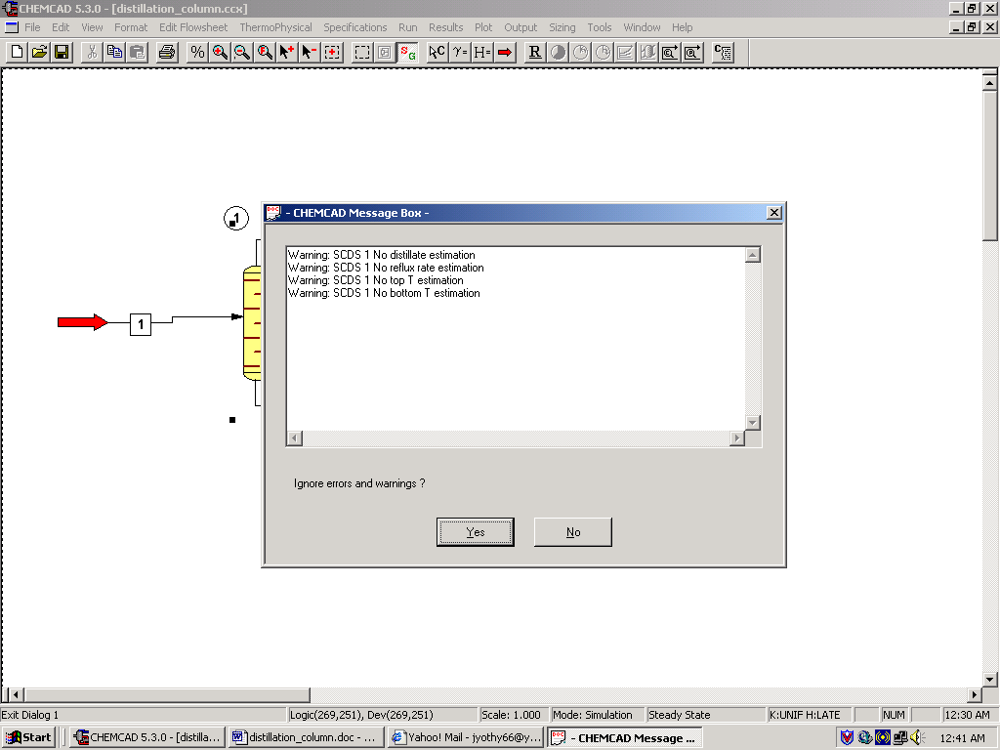 CHEMCAD 5.3.0 - [distillation_column.ccx]
File Edit View Format Edit Flowsheet ThermoPhysical Specifications Run Results Plot Output Sizing Tools Window Help
% S G C γ= H= R C
1
- CHEMCAD Message Box -
Warning: SCDS 1 No distillate estimation
Warning: SCDS 1 No reflux rate estimation
Warning: SCDS 1 No top T estimation
Warning: SCDS 1 No bottom T estimation
1
Ignore errors and warnings ?
Yes No
Exit Dialog 1 Logic(269,251), Dev(269,251) Scale: 1.000 Mode: Simulation Steady State K:UNIF H:LATE NUM 12:30 AM
Start CHEMCAD 5.3.0 - [distilla... distillation_column.doc - ... Yahoo! Mail - jyothy66@y... - CHEMCAD Message ... 12:41 AM